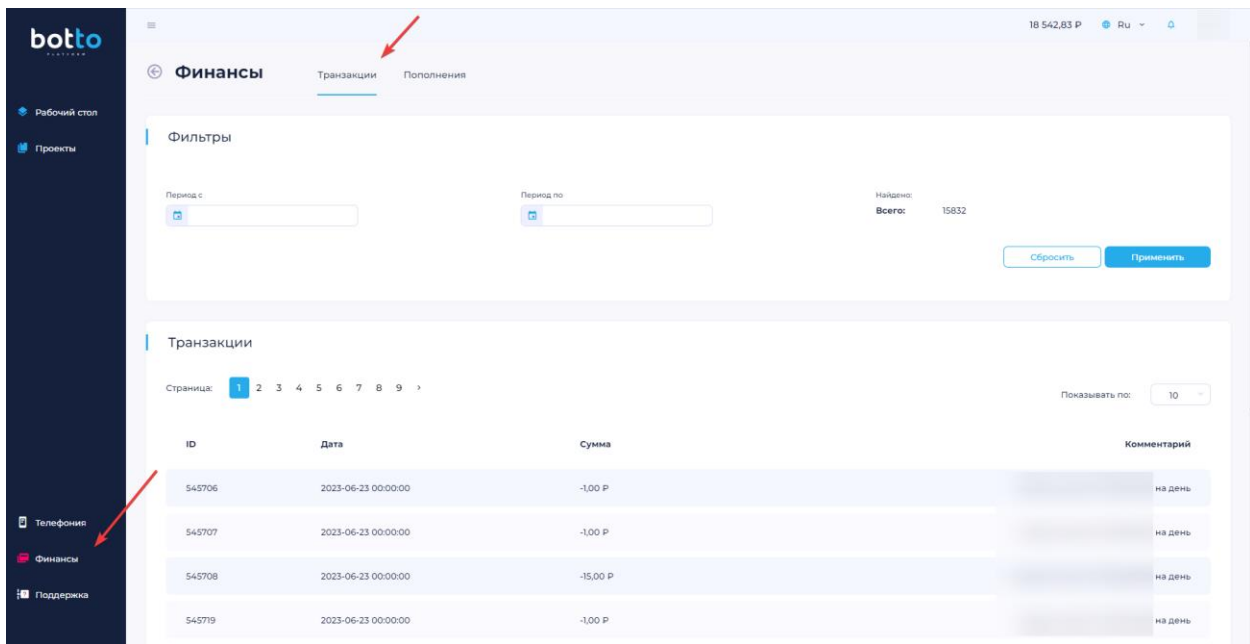 botto
PLATFORM
18 542,83 ₽ Ru
Финансы Транзакции Пополнения
Рабочий стол
Проекты
Фильтры
Период с Период по Найдено:
Всего: 15832
Сбросить Применить
Транзакции
Страница: 1 2 3 4 5 6 7 8 9 ›
Показывать по: 10
ID Дата Сумма Комментарий
545706 2023-06-23 00:00:00 -1,00 ₽ на день
545707 2023-06-23 00:00:00 -1,00 ₽ на день
545708 2023-06-23 00:00:00 -15,00 ₽ на день
545719 2023-06-23 00:00:00 -1,00 ₽ на день
Телефония
Финансы
Поддержка